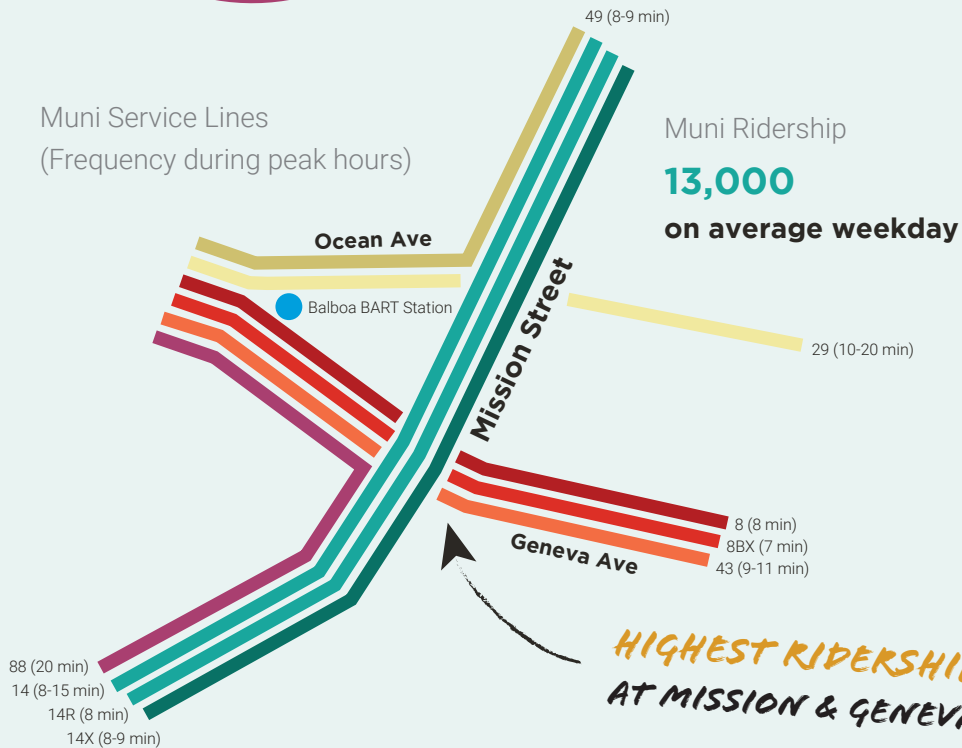 49 (8-9 min)
Muni Service Lines
(Frequency during peak hours)
Muni Ridership
13,000
on average weekday
Ocean Ave
Balboa BART Station
Mission Street
29 (10-20 min)
8 (8 min)
8BX (7 min)
43 (9-11 min)
Geneva Ave
HIGHEST
AT MISSION &
88 (20 min)
14 (8-15 min)
14R (8 min)
14X (8-9 min)